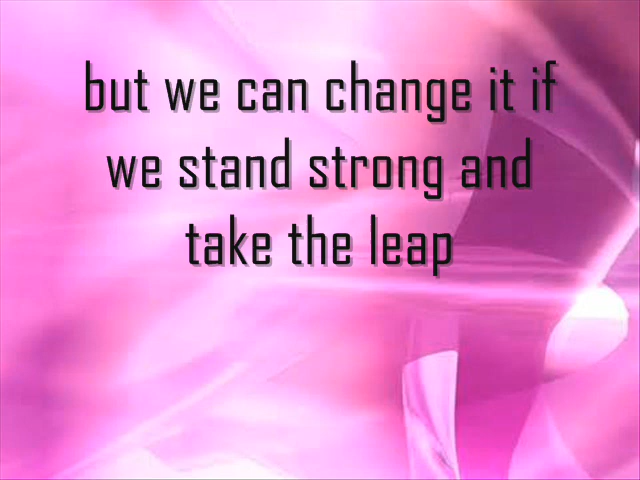 but we can change it if
we stand strong and
take the leap